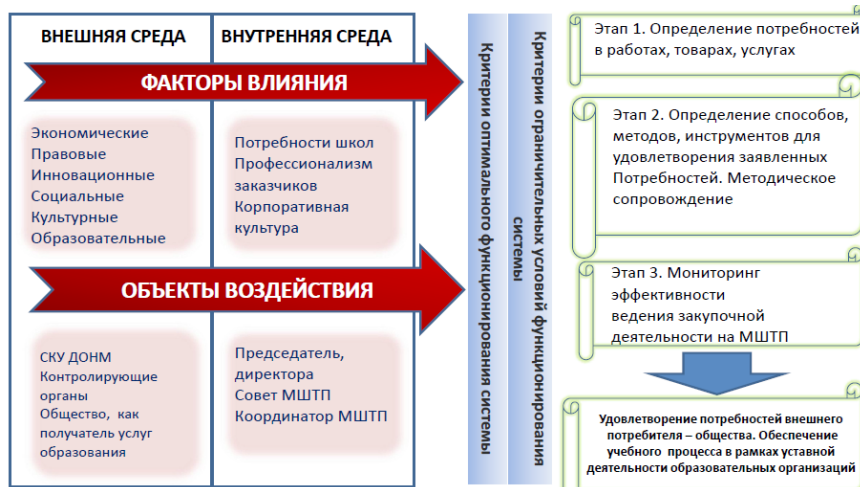 ВНЕШНЯЯ СРЕДА
ВНУТРЕННЯЯ СРЕДА
ФАКТОРЫ ВЛИЯНИЯ
Экономические
Правовые
Инновационные
Социальные
Культурные
Образовательные
Потребности школ
Профессионализм
заказчиков
Корпоративная
культура
ОБЪЕКТЫ ВОЗДЕЙСТВИЯ
СКУ ДОНМ
Контролирующие
органы
Общество, как
получатель услуг
образования
Председатель,
директора
Совет МШТП
Координатор МШТП
Критерии оптимального функционирования системы
Критерии ограничительных условий функционирования
системы
Этап 1. Определение потребностей
в работах, товарах, услугах
Этап 2. Определение способов,
методов, инструментов для
удовлетворения заявленных
Потребностей. Методическое
сопровождение
Этап 3. Мониторинг
эффективности
ведения закупочной
деятельности на МШТП
Удовлетворение потребностей внешнего
потребителя – общества. Обеспечение
учебного процесса в рамках уставной
деятельности образовательных организаций